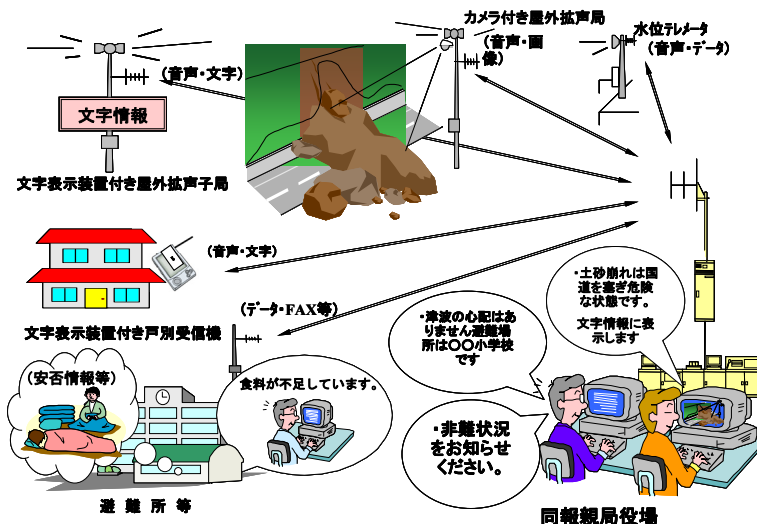 カメラ付き屋外拡声局
(音声・画
像)
水位テレメータ
(音声・データ)
(音声・文字)
文字情報
文字表示装置付き屋外拡声子局
(音声・文字)
(データ・FAX等)
文字表示装置付き戸別受信機
・土砂崩れは国
道を塞ぎ危険
な状態です。
文字情報に表
示します
・津波の心配はあ
りません避難場
所は〇〇小学校
です
(安否情報等)
食料が不足しています。
・非難状況
をお知らせ
ください。
避難所等
同報親局役場